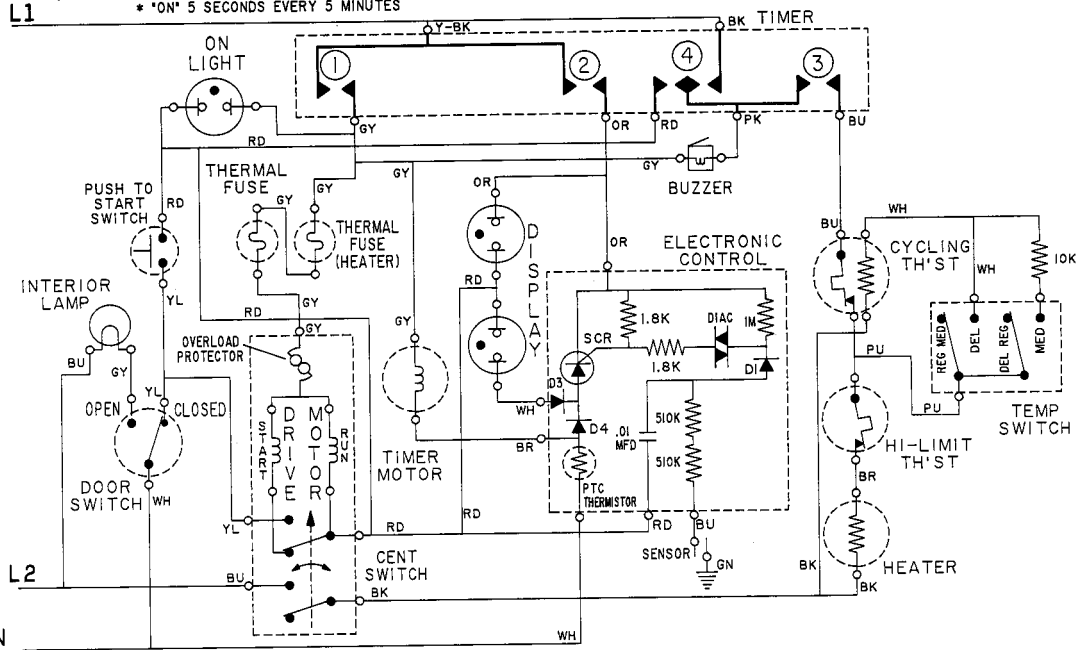 L1
* "ON" 5 SECONDS EVERY 5 MINUTES
Y-BK
BK
TIMER
ON
LIGHT
1
2
4
3
GY
OR
RD
PK
BU
RD
GY
BUZZER
THERMAL
FUSE
GY
GY
GY
OR
PUSH TO
START
SWITCH
RD
THERMAL
FUSE
(HEATER)
DISPLAY
OR
ELECTRONIC
CONTROL
BU
WH
CYCLING
TH'ST
WH
10K
INTERIOR
LAMP
YL
RD
GY
RD
GY
OVERLOAD
PROTECTOR
GY
SCR
1.8K
DIAC
1M
1.8K
D1
PU
REG MED
DEL
DEL REG
MED
BU
GY
YL
OPEN
CLOSED
DRIVE
MOTOR
START
RUN
WH
D3
D4
.01
MFD
510K
510K
PU
TEMP
SWITCH
TIMER
MOTOR
BR
HI-LIMIT
TH'ST
DOOR
SWITCH
WH
PTC
THERMISTOR
BR
YL
RD
RD
RD
BU
SENSOR
GN
CENT
SWITCH
HEATER
L2
BU
BK
BK
BK
N
WH